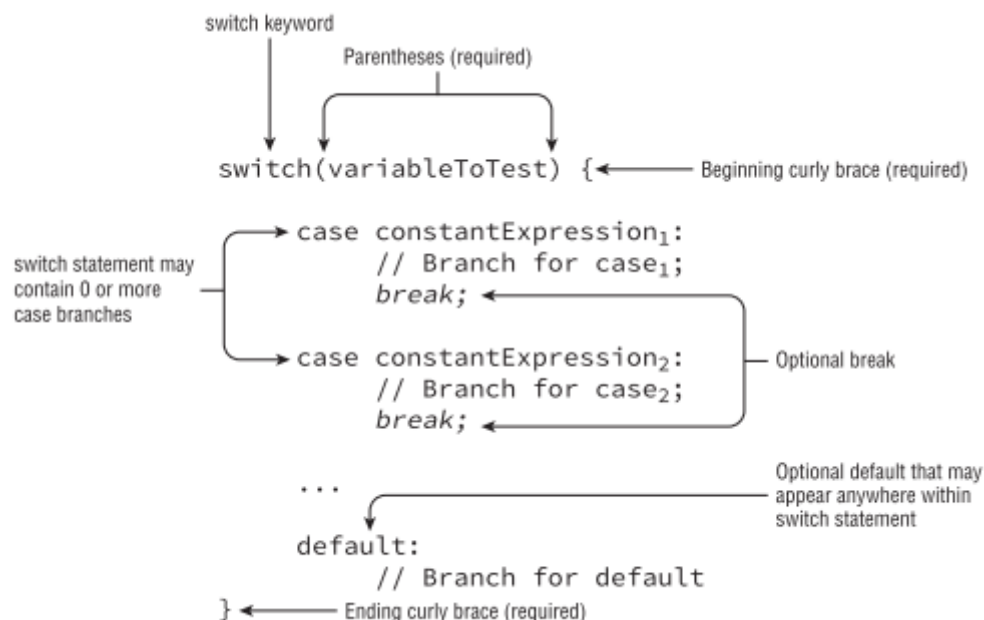 switch keyword
Parentheses (required)
switch(variableToTest) {
Beginning curly brace (required)
case constantExpression₁:
// Branch for case₁;
break;
switch statement may
contain 0 or more
case branches
case constantExpression₂:
// Branch for case₂;
break;
Optional break
...
Optional default that may
appear anywhere within
switch statement
default:
// Branch for default
}
Ending curly brace (required)